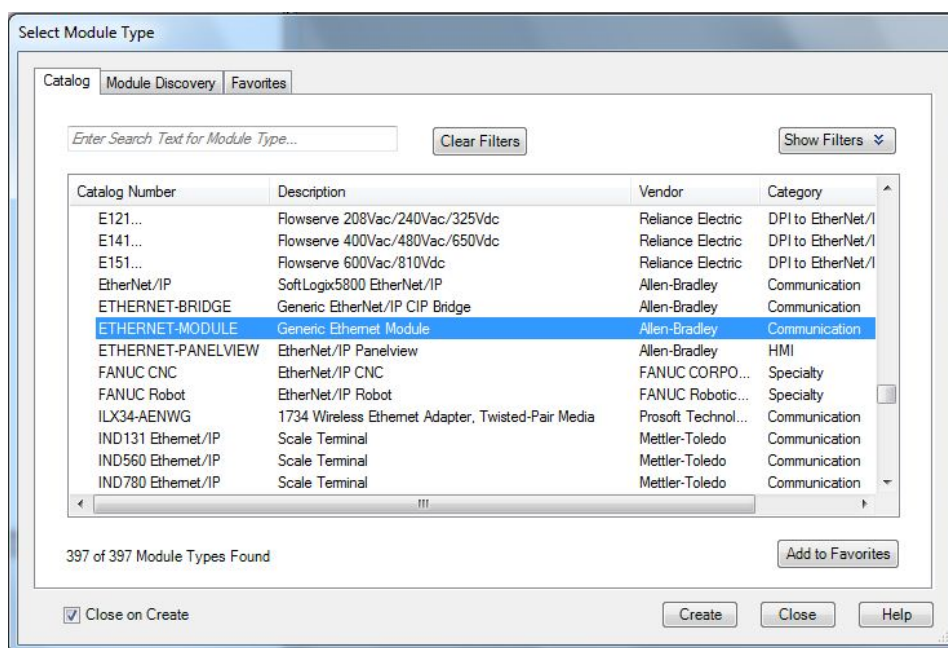 Select Module Type
Catalog Module Discovery Favorites
Enter Search Text for Module Type... Clear Filters Show Filters
Catalog Number Description Vendor Category
E121... Flowserve 208Vac/240Vac/325Vdc Reliance Electric DPI to EtherNet/I
E141... Flowserve 400Vac/480Vac/650Vdc Reliance Electric DPI to EtherNet/I
E151... Flowserve 600Vac/810Vdc Reliance Electric DPI to EtherNet/I
EtherNet/IP SoftLogix5800 EtherNet/IP Allen-Bradley Communication
ETHERNET-BRIDGE Generic EtherNet/IP CIP Bridge Allen-Bradley Communication
ETHERNET-MODULE Generic Ethernet Module Allen-Bradley Communication
ETHERNET-PANELVIEW EtherNet/IP Panelview Allen-Bradley HMI
FANUC CNC EtherNet/IP CNC FANUC CORPO... Specialty
FANUC Robot EtherNet/IP Robot FANUC Robotic... Specialty
ILX34-AENWG 1734 Wireless Ethernet Adapter, Twisted-Pair Media Prosoft Technol... Communication
IND131 Ethernet/IP Scale Terminal Mettler-Toledo Communication
IND560 Ethernet/IP Scale Terminal Mettler-Toledo Communication
IND780 Ethernet/IP Scale Terminal Mettler-Toledo Communication
397 of 397 Module Types Found Add to Favorites
Close on Create Create Close Help